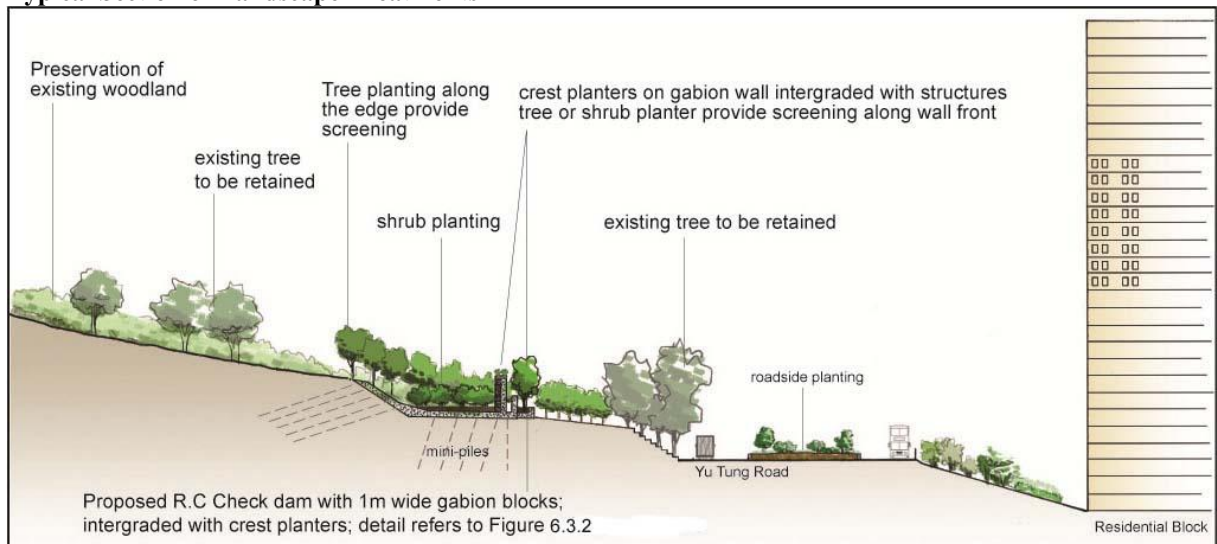 Preservation of
existing woodland
existing tree
to be retained
Tree planting along
the edge provide
screening
shrub planting
crest planters on gabion wall intergraded with structures
tree or shrub planter provide screening along wall front
existing tree to be retained
roadside planting
mini-piles
Yu Tung Road
Proposed R.C Check dam with 1m wide gabion blocks;
intergraded with crest planters; detail refers to Figure 6.3.2
Residential Block